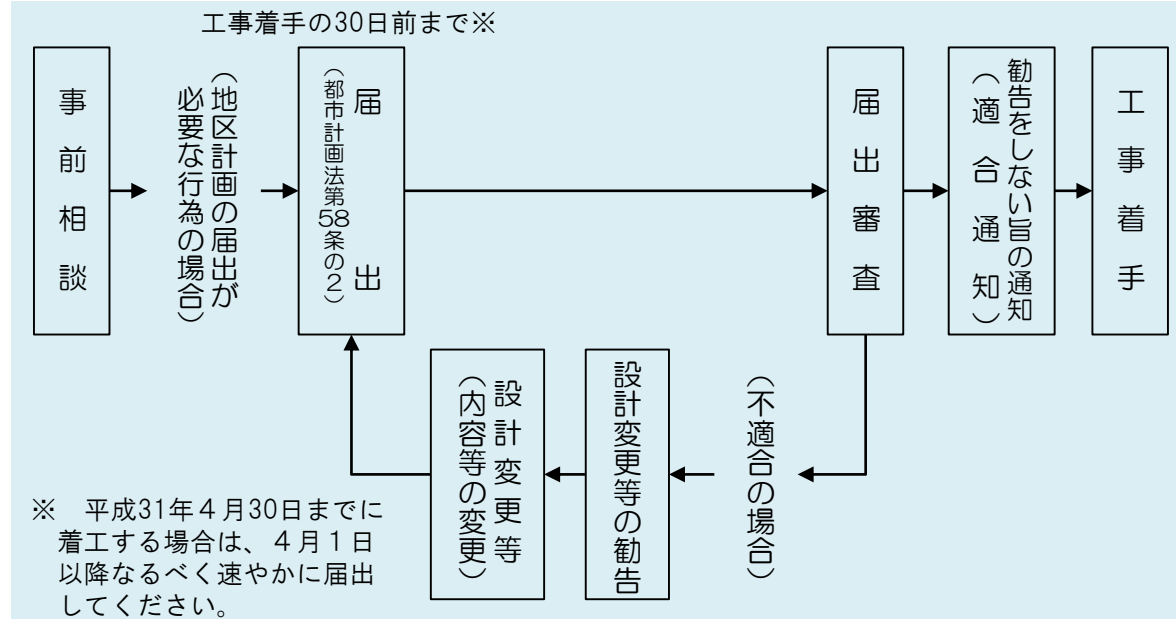 工事着手の30日前まで※
事前相談
（地区計画の届出が
必要な行為の場合）
届出
（都市計画法第58条の２）
届出審査
勧告をしない旨の通知
（適合通知）
工事着手
（不適合の場合）
設計変更等の勧告
設計変更等
（内容等の変更）
※　平成31年４月30日までに
着工する場合は、４月１日
以降なるべく速やかに届出
してください。